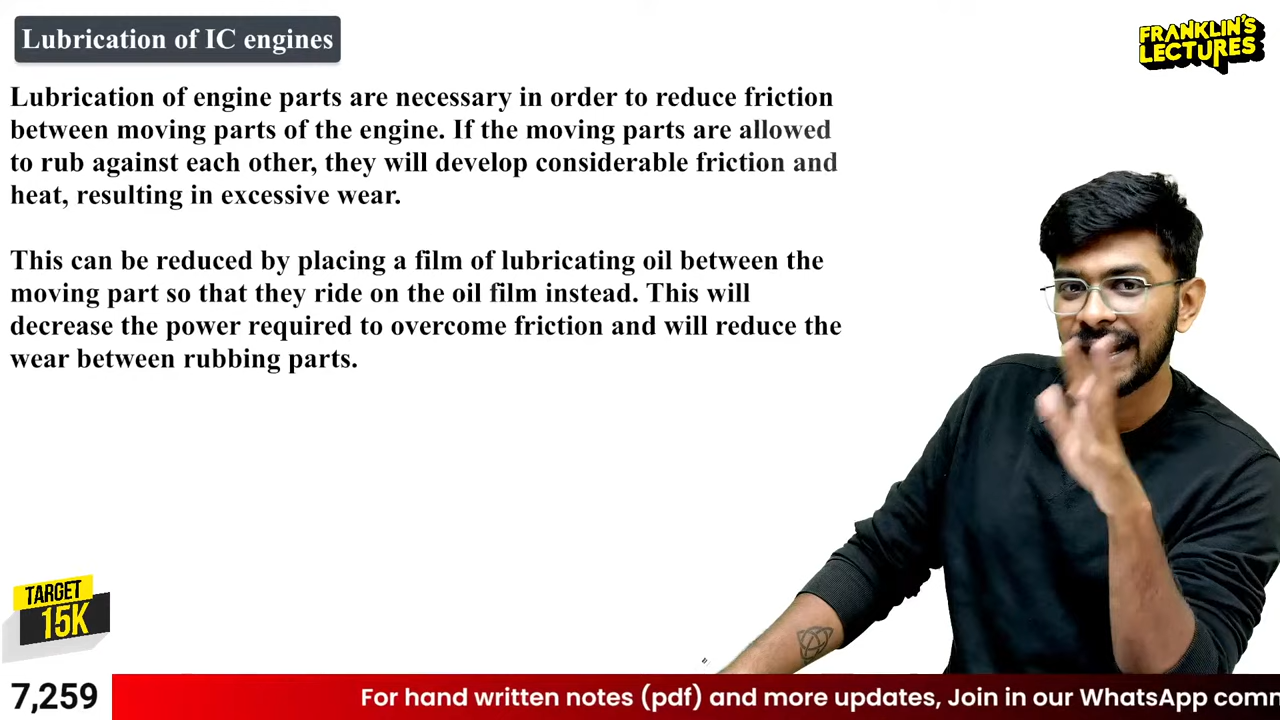 Lubrication of IC engines
FRANKLIN'S
LECTURES
Lubrication of engine parts are necessary in order to reduce friction
between moving parts of the engine. If the moving parts are allowed
to rub against each other, they will develop considerable friction and
heat, resulting in excessive wear.
This can be reduced by placing a film of lubricating oil between the
moving part so that they ride on the oil film instead. This will
decrease the power required to overcome friction and will reduce the
wear between rubbing parts.
TARGET
15K
7,259
For hand written notes (pdf) and more updates, Join in our WhatsApp